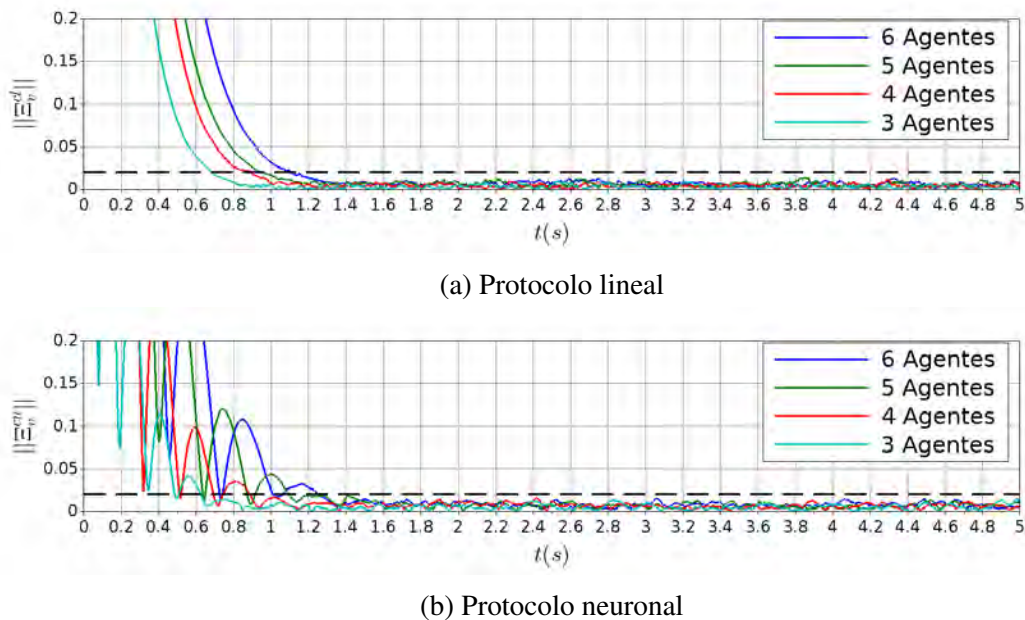 0.2
0.15
0.1
0.05
0
||Ξ_v^{cl}||
6 Agentes
5 Agentes
4 Agentes
3 Agentes
0 0.2 0.4 0.6 0.8 1 1.2 1.4 1.6 1.8 2 2.2 2.4 2.6 2.8 3 3.2 3.4 3.6 3.8 4 4.2 4.4 4.6 4.8 5
t(s)
(a) Protocolo lineal
0.2
0.15
0.1
0.05
0
6 Agentes
5 Agentes
4 Agentes
3 Agentes
0 0.2 0.4 0.6 0.8 1 1.2 1.4 1.6 1.8 2 2.2 2.4 2.6 2.8 3 3.2 3.4 3.6 3.8 4 4.2 4.4 4.6 4.8 5
t(s)
(b) Protocolo neuronal